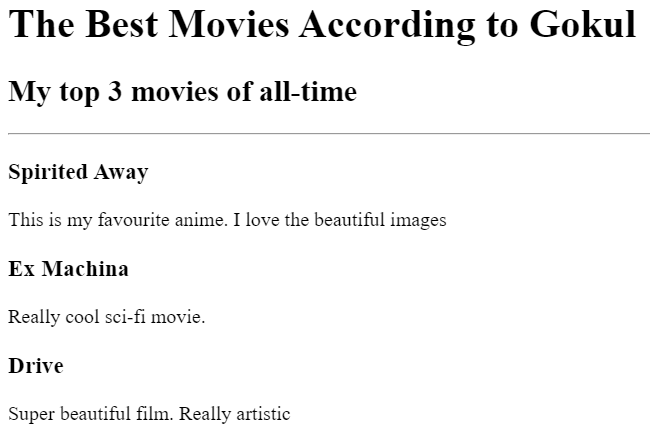 The Best Movies According to Gokul
My top 3 movies of all-time
Spirited Away
This is my favourite anime. I love the beautiful images
Ex Machina
Really cool sci-fi movie.
Drive
Super beautiful film. Really artistic